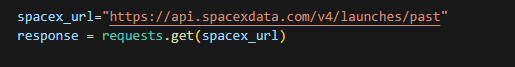 spacex_url="https://api.spacexdata.com/v4/launches/past"
response = requests.get(spacex_url)